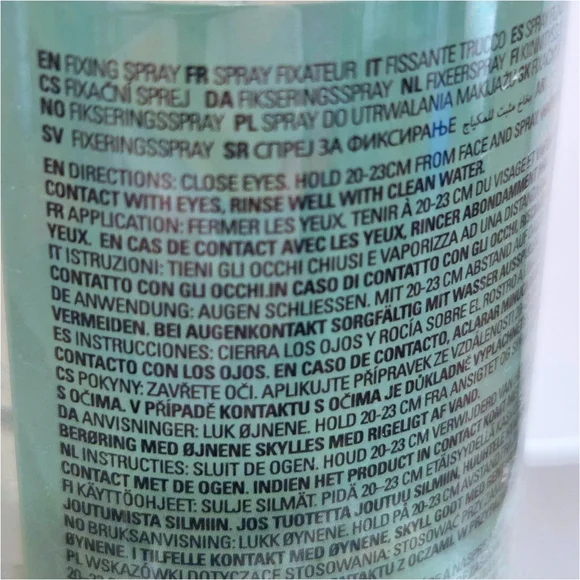 EN FIXING SPRAY FR SPRAY FIXATEUR IT FISSANTE TRUCCO ES SPRAY
CS FIXAČNÍ SPREJ DA FIKSERINGSSPRAY NL FIXEERSPRAY FI
NO FIKSERINGSSPRAY PL SPRAY DO UTRWALANIA MAKIJAŻU SK
SV FIXERINGSSPRAY SR СПРЕЈ ЗА ФИКСИРАЊЕ بخاخ مثبت للمكياج AR
EN DIRECTIONS: CLOSE EYES. HOLD 20-23CM FROM FACE AND SPRAY.
CONTACT WITH EYES, RINSE WELL WITH CLEAN WATER.
FR APPLICATION: FERMER LES YEUX. TENIR À 20-23 CM DU VISAGE ET
YEUX. EN CAS DE CONTACT AVEC LES YEUX, RINCER ABONDAMMENT
IT ISTRUZIONI: TIENI GLI OCCHI CHIUSI E VAPORIZZA AD UNA
CONTATTO CON GLI OCCHI.IN CASO DI CONTATTO CON GLI OCCHI,
DE ANWENDUNG: AUGEN SCHLIESSEN. MIT 20-23 CM ABSTAND
VERMEIDEN. BEI AUGENKONTAKT SORGFÄLTIG MIT WASSER
ES INSTRUCCIONES: CIERRA LOS OJOS Y ROCÍA SOBRE EL ROSTRO
CONTACTO CON LOS OJOS. EN CASO DE CONTACTO, ACLARAR
CS POKYNY: ZAVŘETE OČI. APLIKUJTE PŘÍPRAVEK ZE VZDÁLENOSTI
S OČIMA. V PŘÍPADĚ KONTAKTU S OČIMA JE DŮKLADNĚ
DA ANVISNINGER: LUK ØJNENE. HOLD 20-23 CM FRA ANSIGTET OG
BERØRING MED ØJNENE SKYLLES MED RIGELIGT AF VAND.
NL INSTRUCTIES: SLUIT DE OGEN. HOUD 20-23 CM VERWIJDERD
CONTACT MET DE OGEN. INDIEN HET PRODUCT IN CONTACT
FI KÄYTTÖOHJEET: SULJE SILMÄT. PIDÄ 20-23 CM ETÄISYYDELLÄ
JOUTUMISTA SILMIIN. JOS TUOTETTA JOUTUU SILMIIN,
NO BRUKSANVISNING: LUKK ØYNENE. HOLD PÅ 20-23 CM
ØYNENE. I TILFELLE KONTAKT MED ØYNENE, SKYLL GODT MED
PL WSKAZÓWKI DOTYCZĄCE STOSOWANIA: STOSOWAĆ PRZY
KONTAKTU Z OCZAMI. W